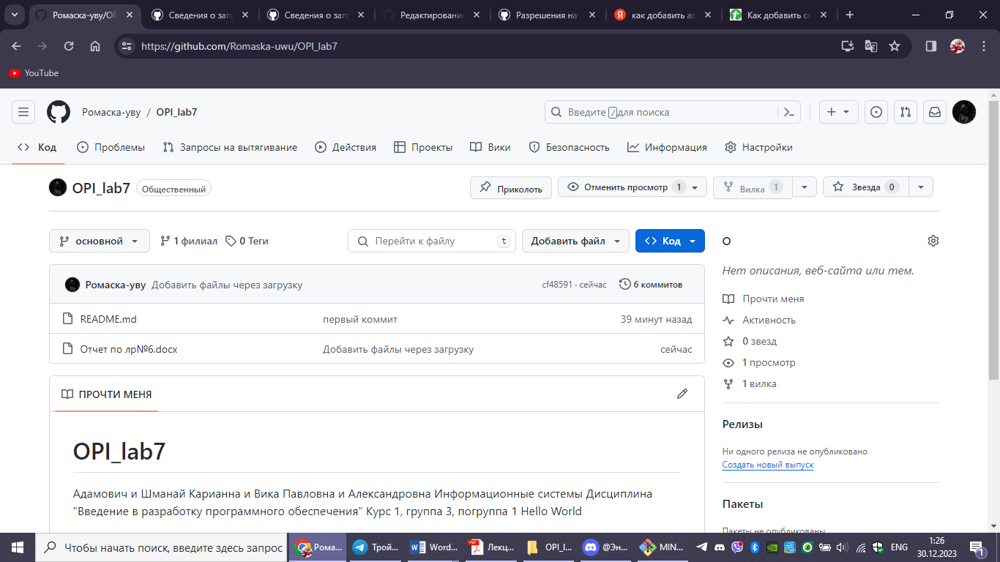 Ромаска-уву/OP
Сведения о зап
Сведения о зап
Редактирование
Разрешения на
как добавить ав
Как добавить со
https://github.com/Romaska-uwu/OPI_lab7
YouTube
Ромаска-уву / OPI_lab7
Введите / для поиска
Код
Проблемы
Запросы на вытягивание
Действия
Проекты
Вики
Безопасность
Информация
Настройки
OPI_lab7 Общественный
Приколоть
Отменить просмотр 1
Вилка 1
Звезда 0
основной
1 филиал
0 Теги
Перейти к файлу t
Добавить файл
Код
Ромаска-уву Добавить файлы через загрузку cf48591 · сейчас 6 коммитов
README.md первый коммит 39 минут назад
Отчет по лр№6.docx Добавить файлы через загрузку сейчас
ПРОЧТИ МЕНЯ
OPI_lab7
Адамович и Шманай Карианна и Вика Павловна и Александровна Информационные системы Дисциплина
"Введение в разработку программного обеспечения" Курс 1, группа 3, погруппа 1 Hello World
О
Нет описания, веб-сайта или тем.
Прочти меня
Активность
0 звезд
1 просмотр
1 вилка
Релизы
Ни одного релиза не опубликовано
Создать новый выпуск
Пакеты
Пакеты не опубликованы
Чтобы начать поиск, введите здесь запрос
Рома...
Трой...
Word...
Лекц...
OPI_l...
@Эн...
MIN...
ENG
1:26
30.12.2023
1